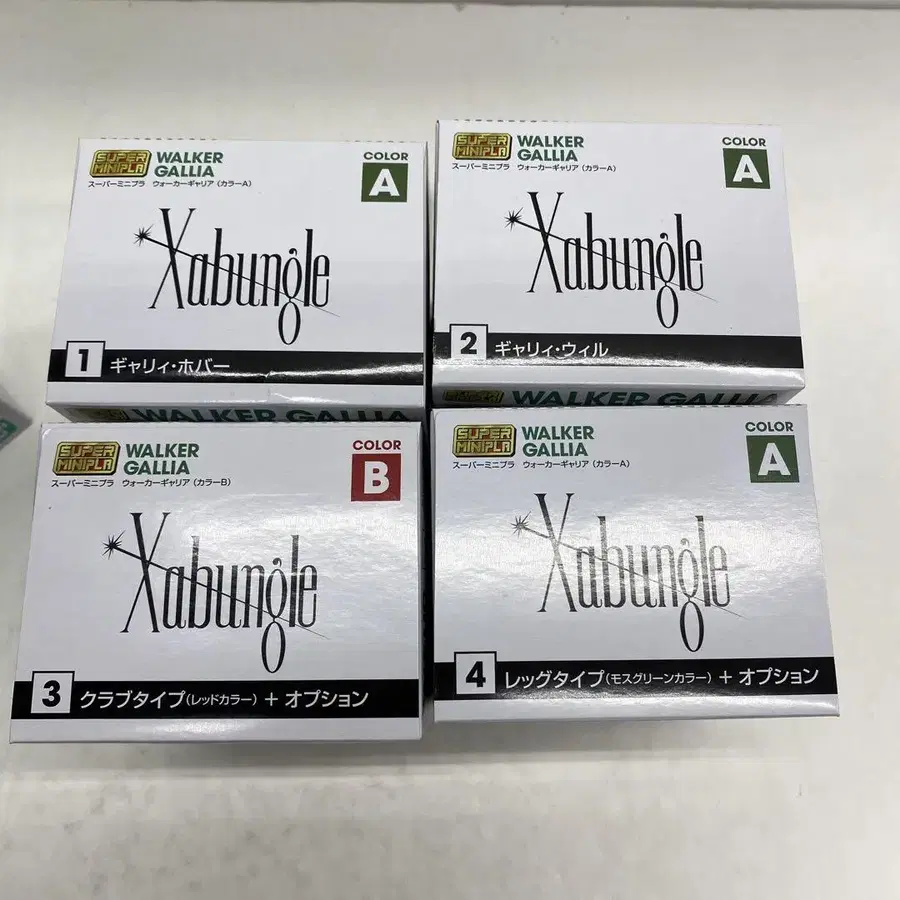 SUPER MINIPLA
WALKER GALLIA
COLOR A
スーパーミニプラ ウォーカーギャリア（カラーA）
Xabungle
1 ギャリィ・ホバー
SUPER MINIPLA
WALKER GALLIA
COLOR A
スーパーミニプラ ウォーカーギャリア（カラーA）
Xabungle
2 ギャリィ・ウィル
WALKER GALLIA
WALKER GALLIA
SUPER MINIPLA
WALKER GALLIA
COLOR B
スーパーミニプラ ウォーカーギャリア（カラーB）
Xabungle
3 クラブタイプ（レッドカラー）＋オプション
SUPER MINIPLA
WALKER GALLIA
COLOR A
スーパーミニプラ ウォーカーギャリア（カラーA）
Xabungle
4 レッグタイプ（モスグリーンカラー）＋オプション